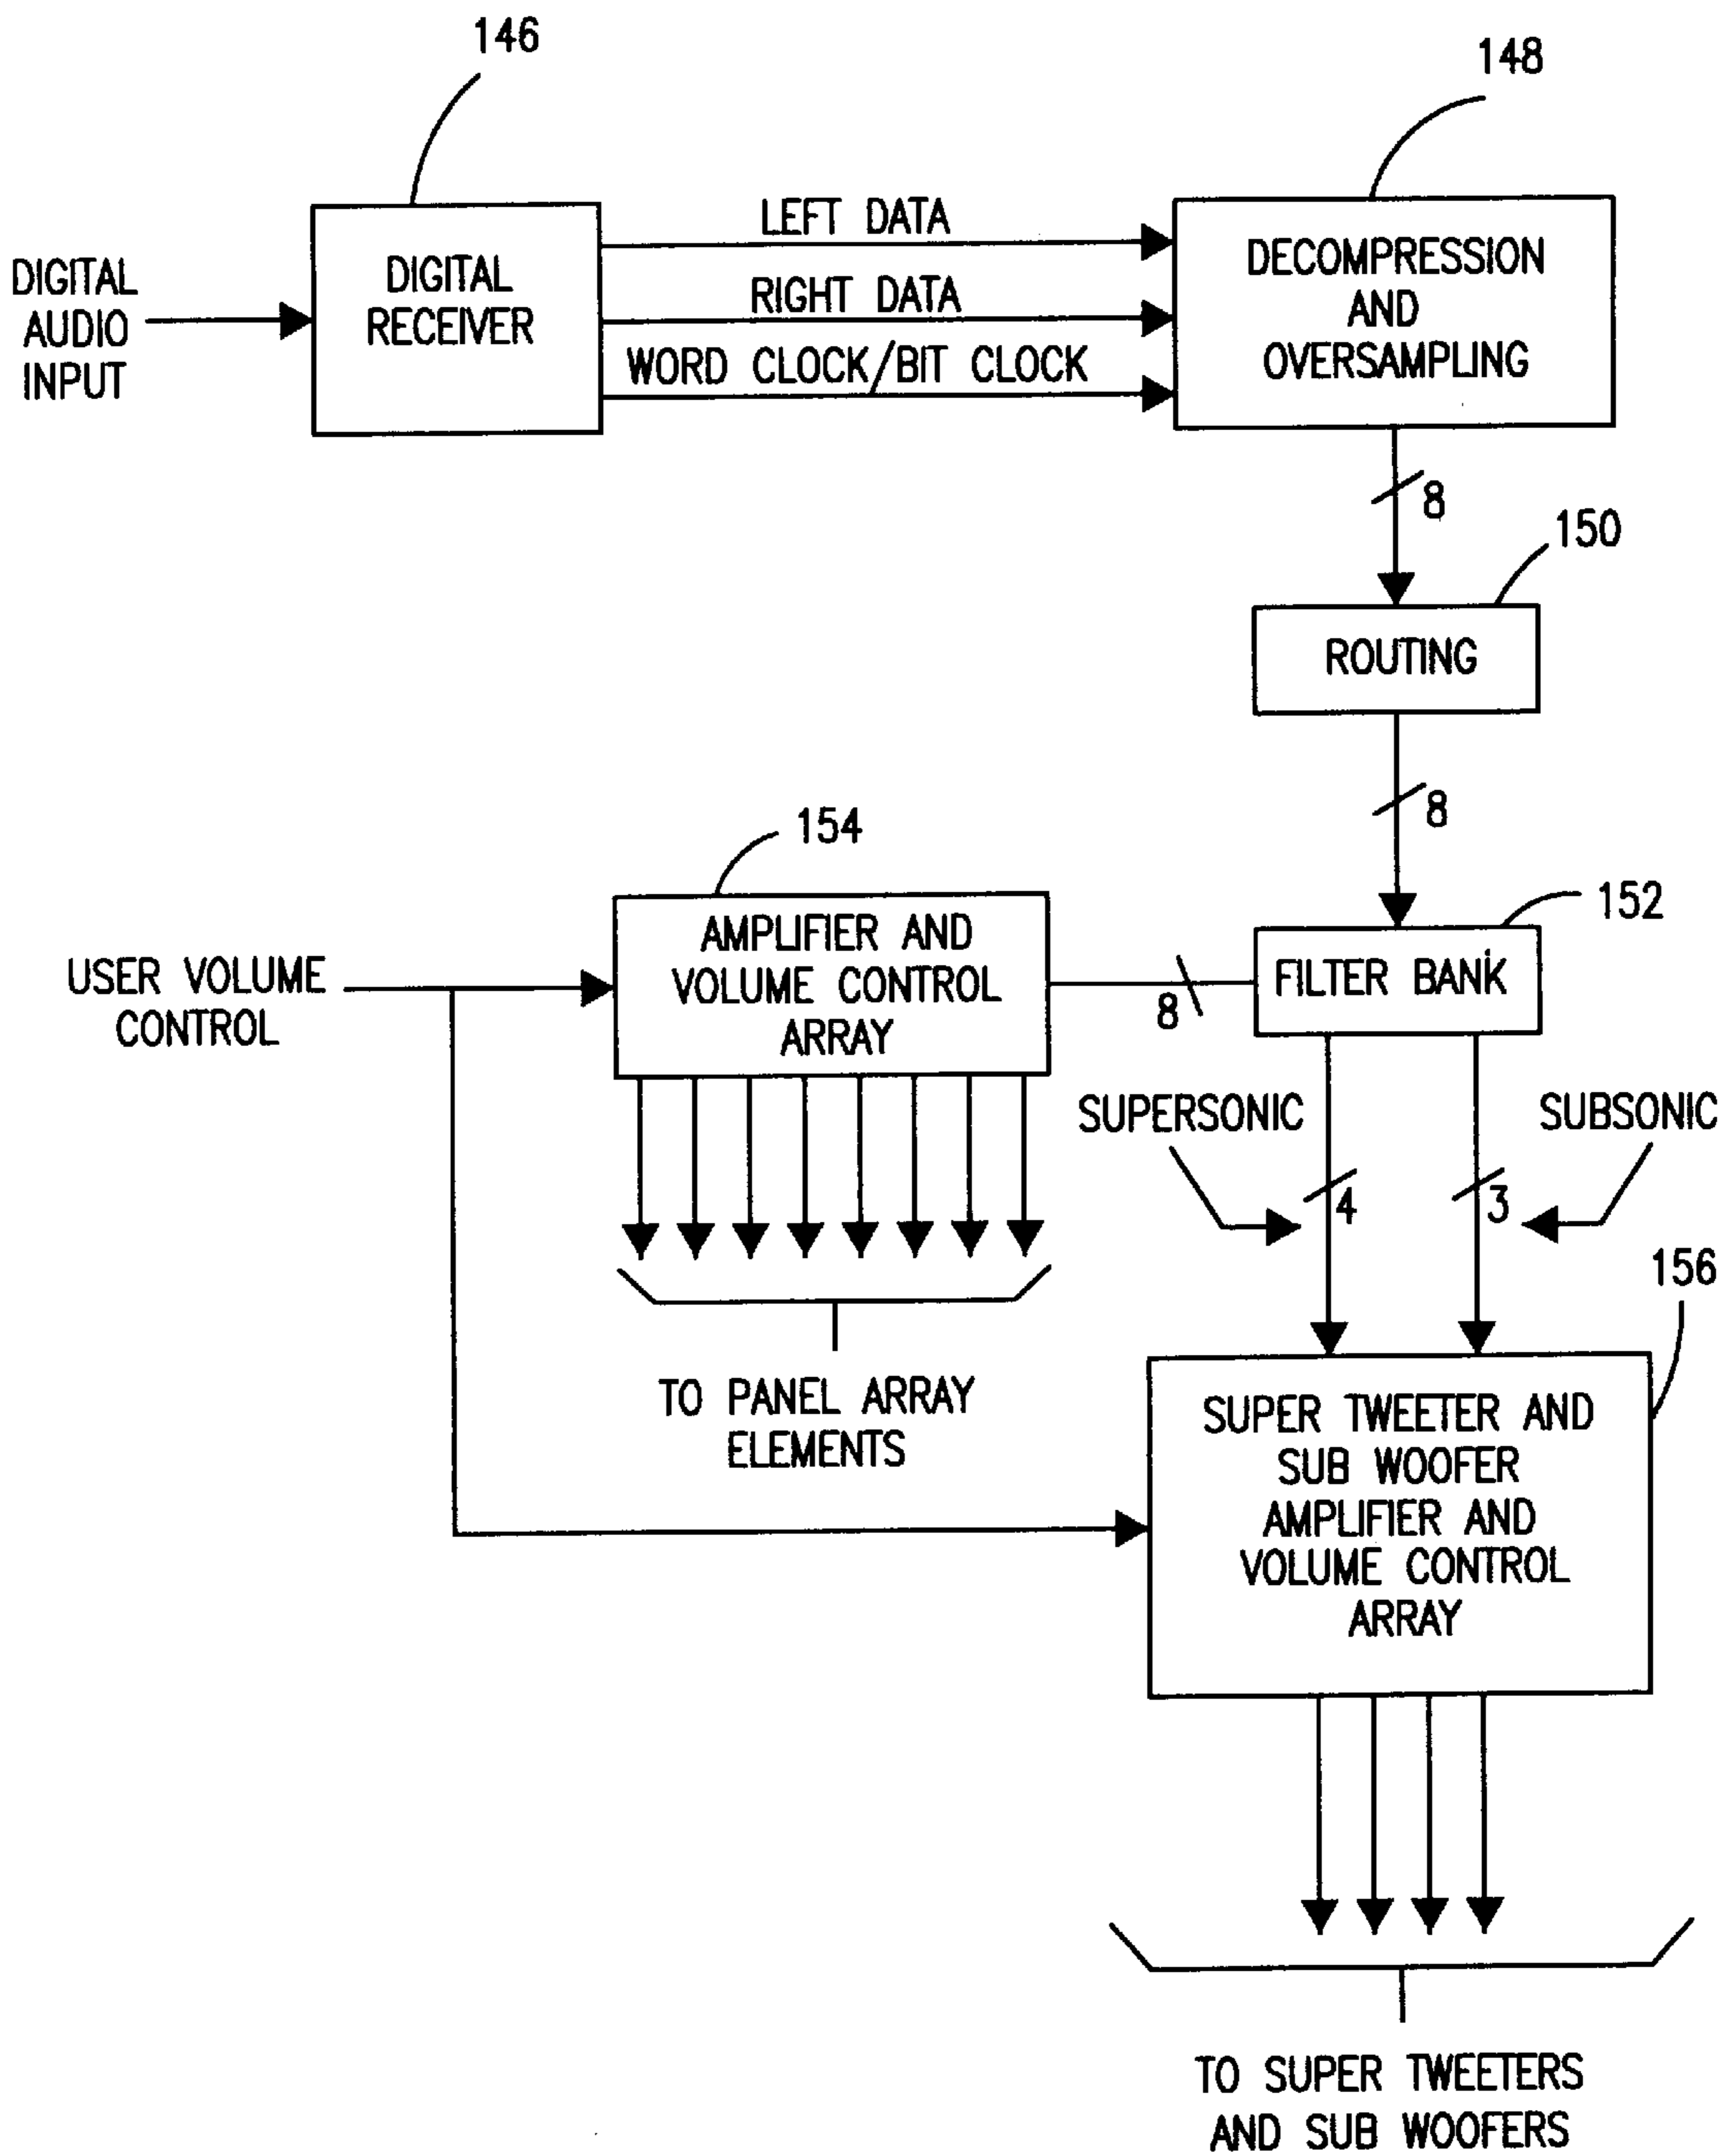 146
148
DIGITAL
AUDIO
INPUT
DIGITAL
RECEIVER
LEFT DATA
RIGHT DATA
WORD CLOCK/BIT CLOCK
DECOMPRESSION
AND
OVERSAMPLING
8
150
ROUTING
8
154
152
USER VOLUME
CONTROL
AMPLIFIER AND
VOLUME CONTROL
ARRAY
8
FILTER BANK
SUPERSONIC
SUBSONIC
4
3
156
TO PANEL ARRAY
ELEMENTS
SUPER TWEETER AND
SUB WOOFER
AMPLIFIER AND
VOLUME CONTROL
ARRAY
TO SUPER TWEETERS
AND SUB WOOFERS